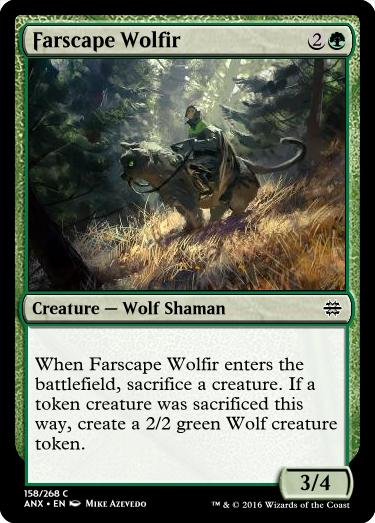 Farscape Wolfir 2
Creature — Wolf Shaman
When Farscape Wolfir enters the
battlefield, sacrifice a creature. If a
token creature was sacrificed this
way, create a 2/2 green Wolf creature
token.
3/4
158/268 C
ANX • EN Mike Azevedo
™ & © 2016 Wizards of the Coast